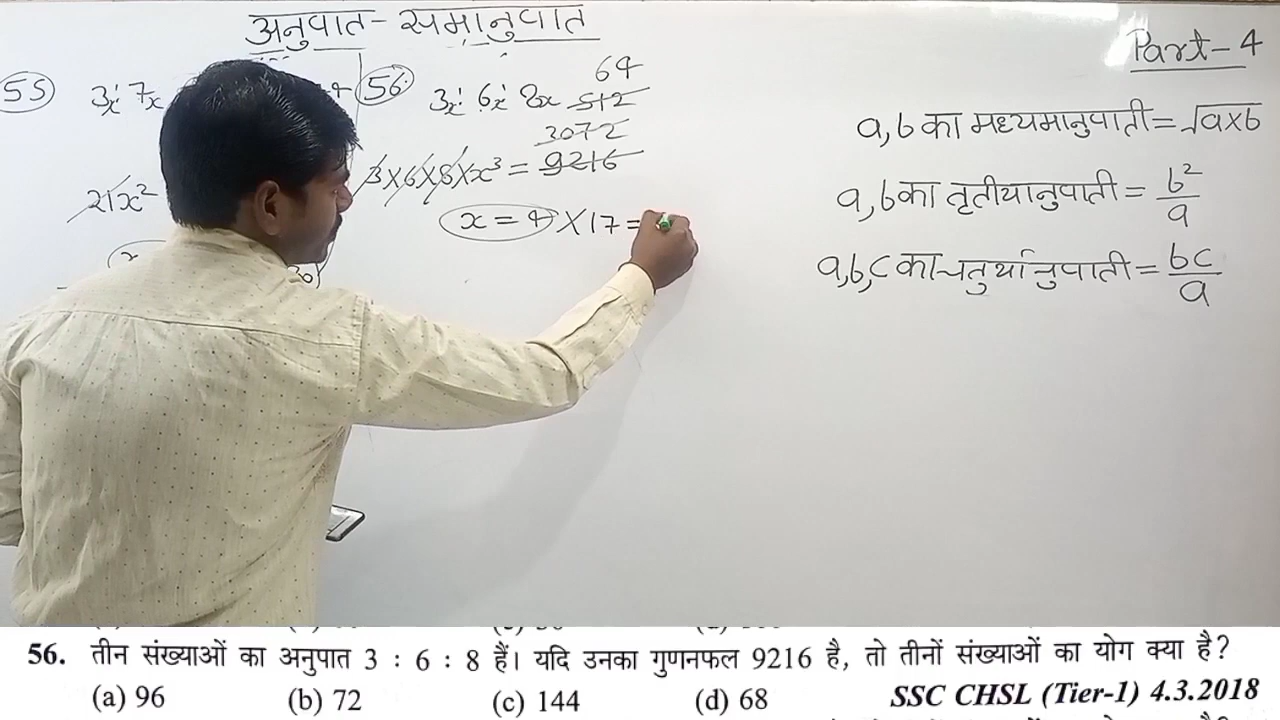 अनुपात-समानुपात
Part-4
55 3x: 7x
56 3x: 6x: 8x 64
512
3072
3×6×8×x³ = 9216
x = 4 × 17 =
21x²
a,b का मध्यमानुपाती = √a×b
a,b का तृतीयानुपाती = b²/a
a,b,c का चतुर्थानुपाती = bc/a
56. तीन संख्याओं का अनुपात 3 : 6 : 8 हैं। यदि उनका गुणनफल 9216 है, तो तीनों संख्याओं का योग क्या है?
(a) 96 (b) 72 (c) 144 (d) 68 SSC CHSL (Tier-1) 4.3.2018